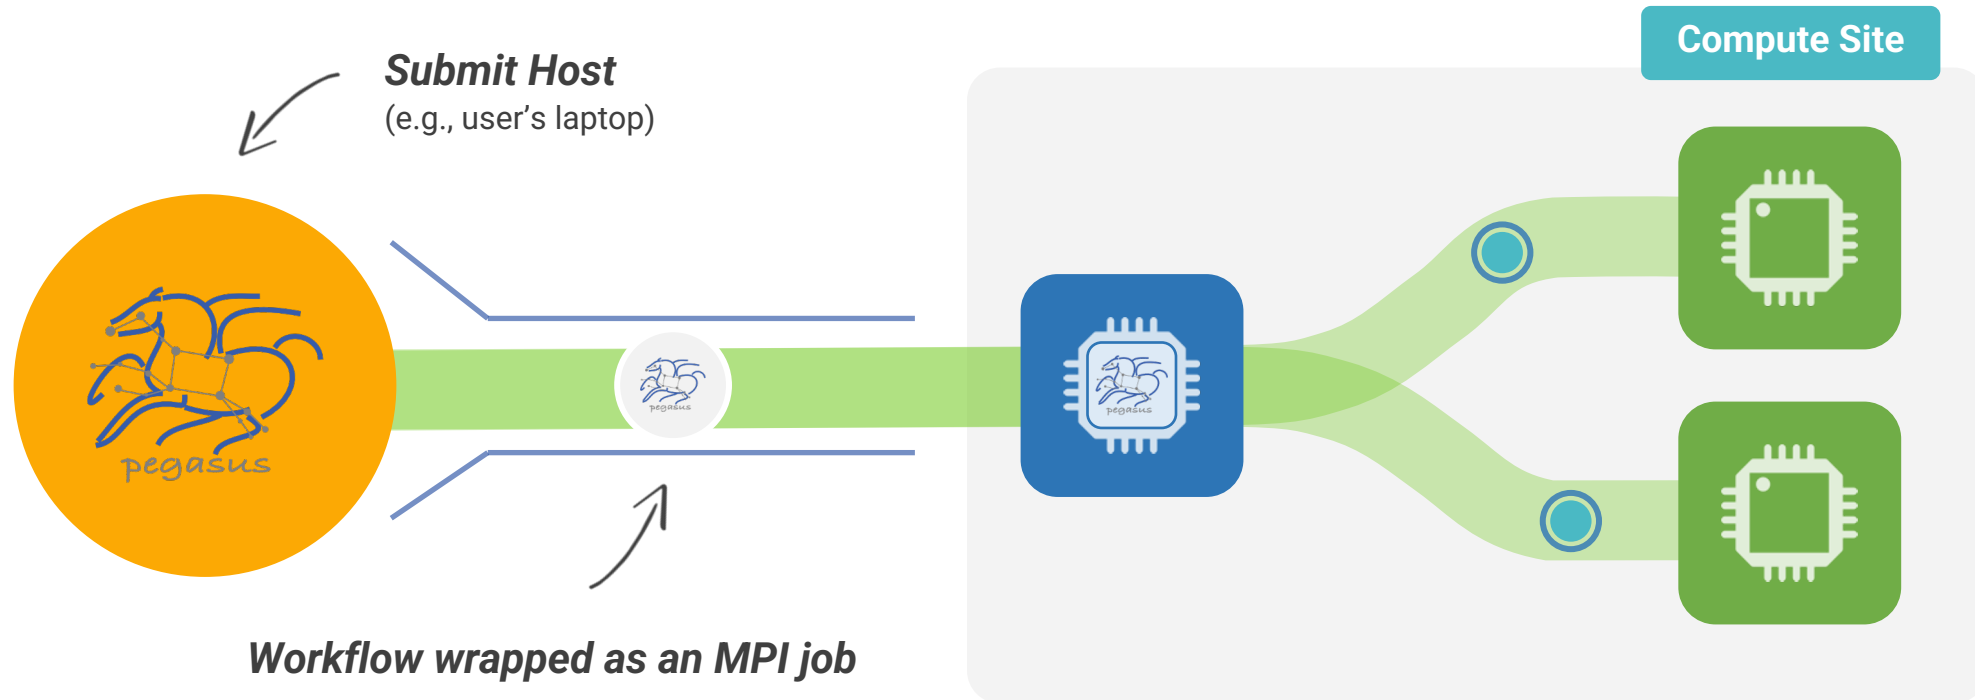 Compute Site
Submit Host
(e.g., user's laptop)
pegasus
pegasus
pegasus
Workflow wrapped as an MPI job